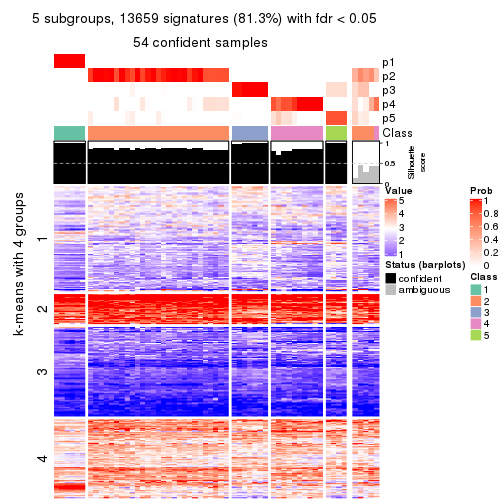 5 subgroups, 13659 signatures (81.3%) with fdr < 0.05
54 confident samples
p1
p2
p3
p4
p5
Class
1
0.5
0
Silhouette
score
k-means with 4 groups
1
2
3
4
Value
5
4
3
2
1
Status (barplots)
confident
ambiguous
Prob
1
0.8
0.6
0.4
0.2
0
Class
1
2
3
4
5